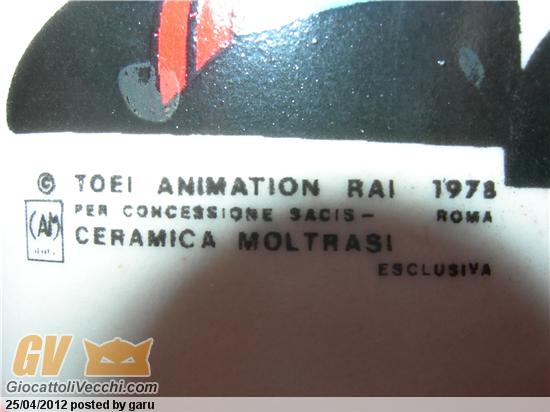 © TOEI ANIMATION RAI 1978
PER CONCESSIONE SACIS - ROMA
CERAMICA MOLTRASI
ESCLUSIVA
GV
GiocattoliVecchi.com
25/04/2012 posted by garu